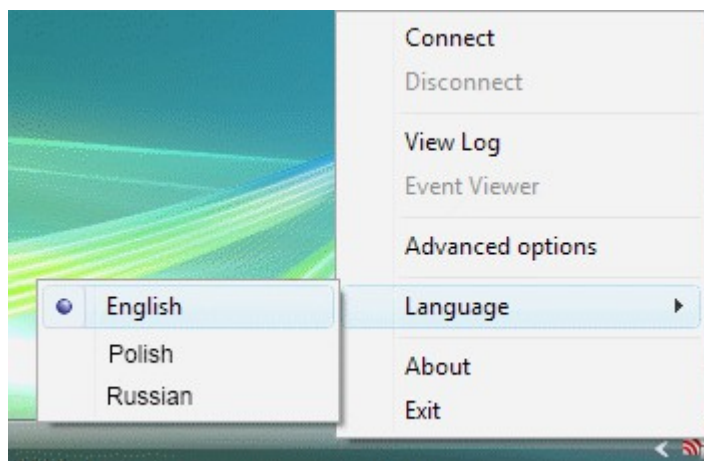 Connect
Disconnect
View Log
Event Viewer
Advanced options
Language
English
Polish
Russian
About
Exit